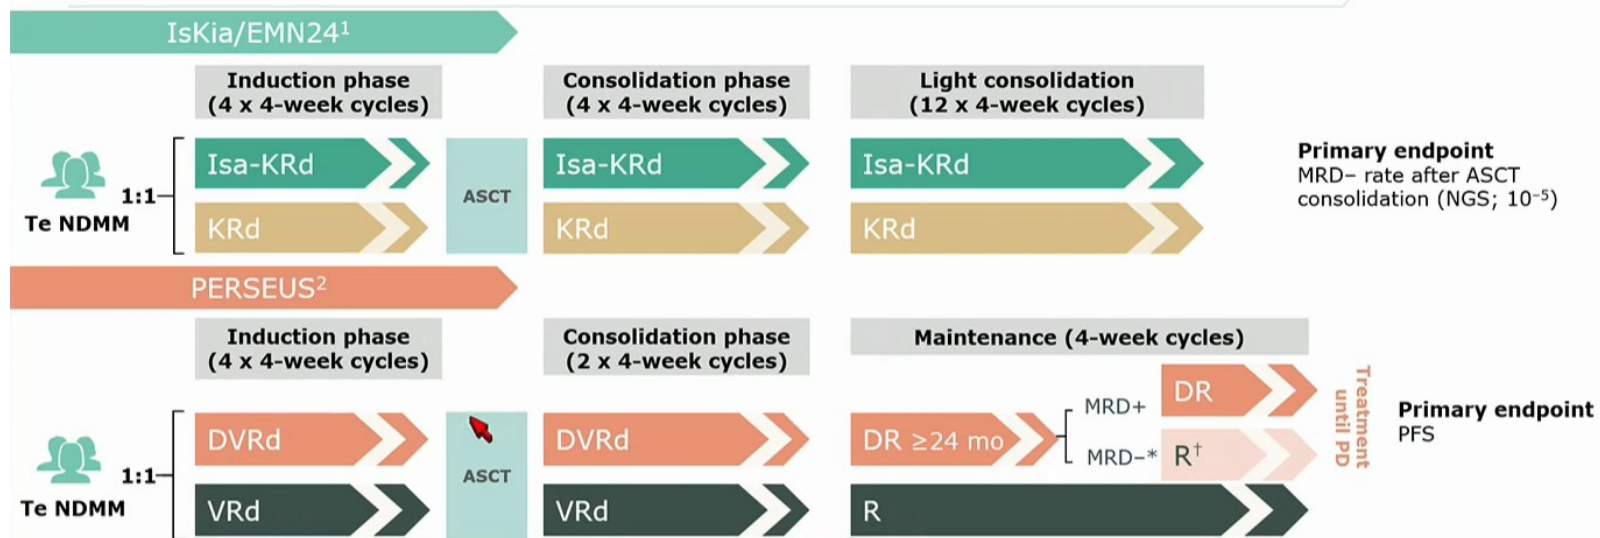 IsKia/EMN24¹
Induction phase
(4 x 4-week cycles)
Consolidation phase
(4 x 4-week cycles)
Light consolidation
(12 x 4-week cycles)
Te NDMM
1:1
Isa-KRd
KRd
ASCT
Isa-KRd
KRd
Isa-KRd
KRd
Primary endpoint
MRD– rate after ASCT
consolidation (NGS; 10⁻⁵)
PERSEUS²
Induction phase
(4 x 4-week cycles)
Consolidation phase
(2 x 4-week cycles)
Maintenance (4-week cycles)
Te NDMM
1:1
DVRd
VRd
ASCT
DVRd
VRd
DR ≥24 mo
MRD+
DR
MRD–*
R†
R
Treatment
until PD
Primary endpoint
PFS